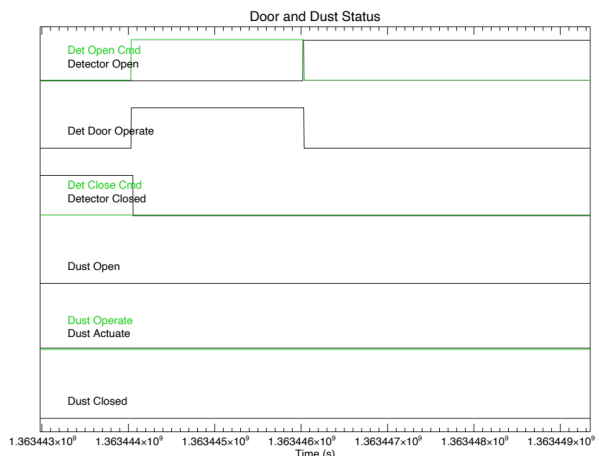 Door and Dust Status
Det Open Cmd
Detector Open
Det Door Operate
Det Close Cmd
Detector Closed
Dust Open
Dust Operate
Dust Actuate
Dust Closed
1.363443×10⁹ 1.363444×10⁹ 1.363445×10⁹ 1.363446×10⁹ 1.363447×10⁹ 1.363448×10⁹ 1.363449×10⁹
Time (s)